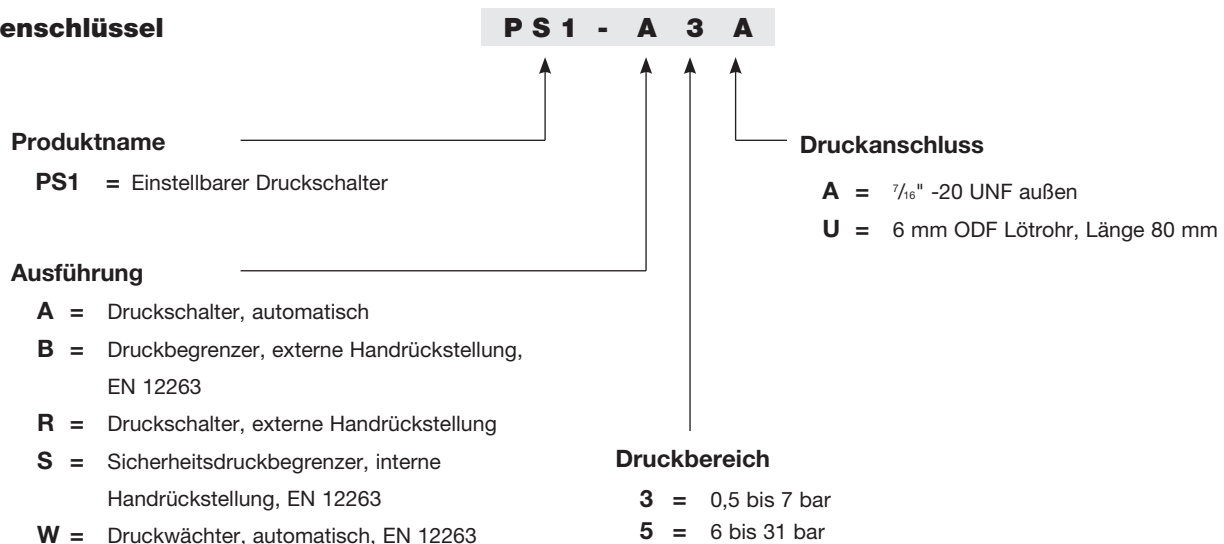 enschlüssel
PS1 - A 3 A
Produktname
PS1 = Einstellbarer Druckschalter
Ausführung
A = Druckschalter, automatisch
B = Druckbegrenzer, externe Handrückstellung,
EN 12263
R = Druckschalter, externe Handrückstellung
S = Sicherheitsdruckbegrenzer, interne
Handrückstellung, EN 12263
W = Druckwächter, automatisch, EN 12263
Druckbereich
3 = 0,5 bis 7 bar
5 = 6 bis 31 bar
Druckanschluss
A = 7/16" -20 UNF außen
U = 6 mm ODF Lötrohr, Länge 80 mm